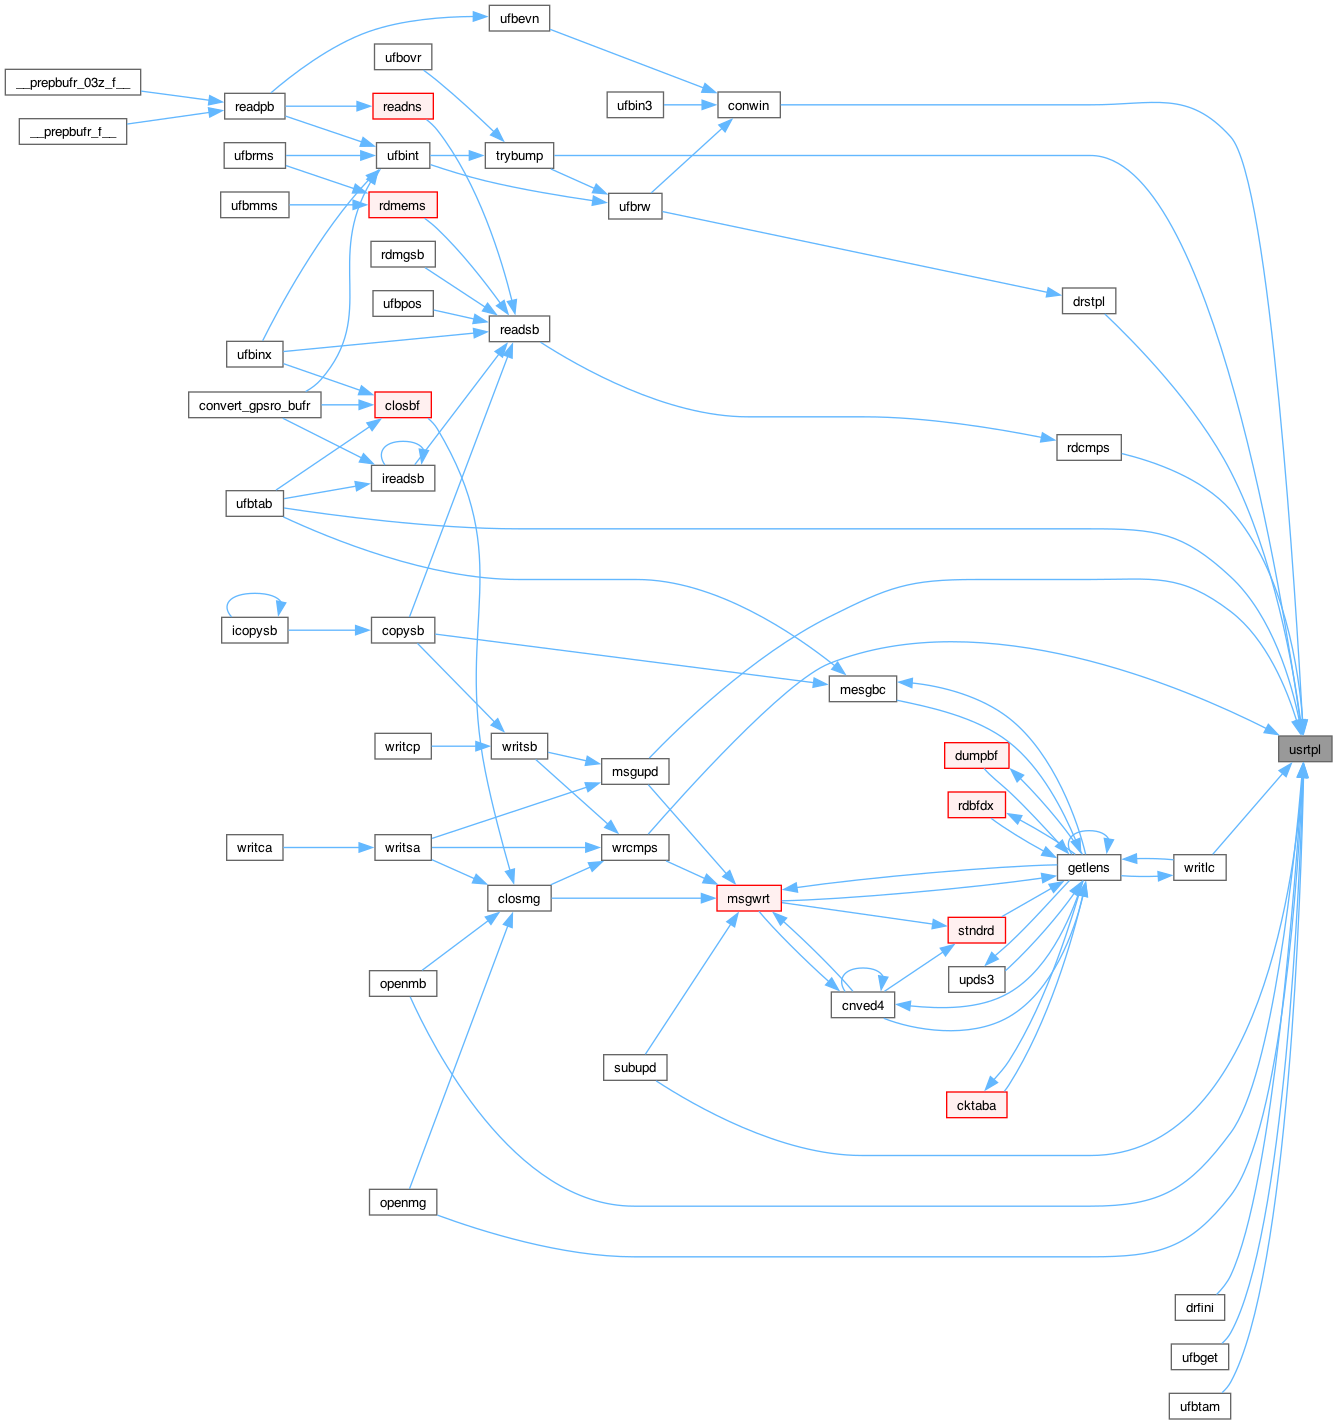 ufbevn
ufbovr
__prepbufr_03z_f__
readpb
readns
ufbin3
conwin
__prepbufr_f__
ufbrms
ufbint
trybump
ufbmms
rdmems
ufbrw
rdmgsb
ufbpos
drstpl
readsb
ufbinx
convert_gpsro_bufr
closbf
rdcmps
ireadsb
ufbtab
icopysb
copysb
mesgbc
writcp
writsb
usrtpl
msgupd
dumpbf
rdbfdx
writca
writsa
wrcmps
getlens
writlc
closmg
msgwrt
stndrd
openmb
upds3
cnved4
subupd
cktaba
openmg
drfini
ufbget
ufbtam